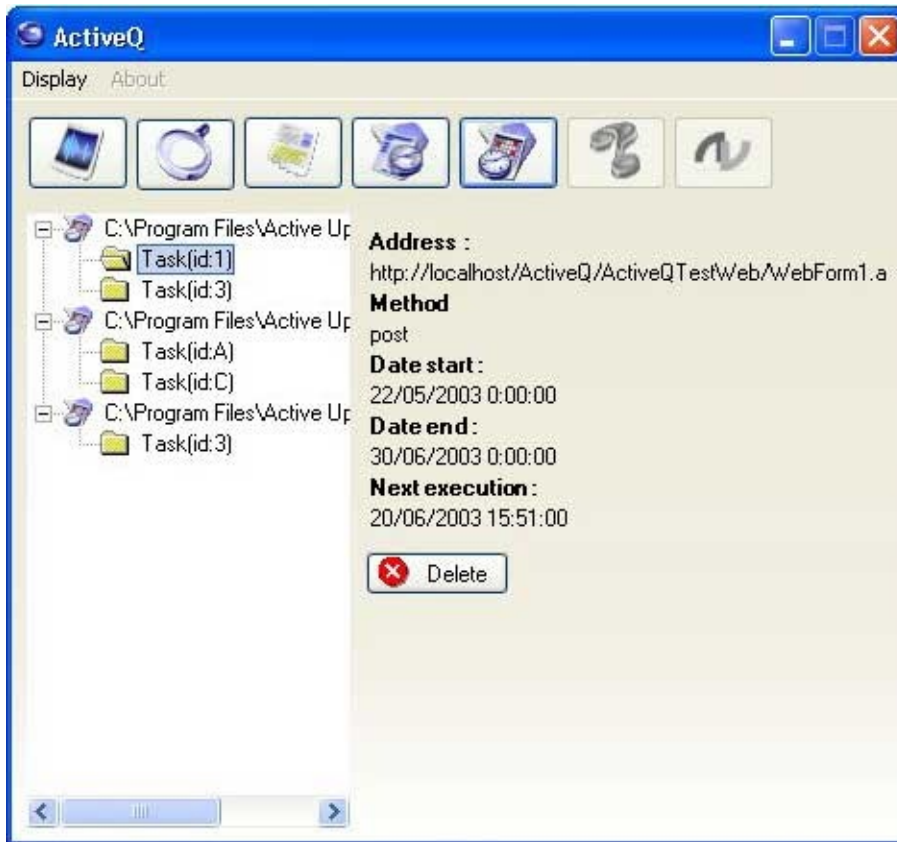 ActiveQ
Display About
C:\Program Files\Active Up
Task(id:1)
Task(id:3)
C:\Program Files\Active Up
Task(id:A)
Task(id:C)
C:\Program Files\Active Up
Task(id:3)
Address :
http://localhost/ActiveQ/ActiveQTestWeb/WebForm1.a
Method
post
Date start :
22/05/2003 0:00:00
Date end :
30/06/2003 0:00:00
Next execution :
20/06/2003 15:51:00
Delete